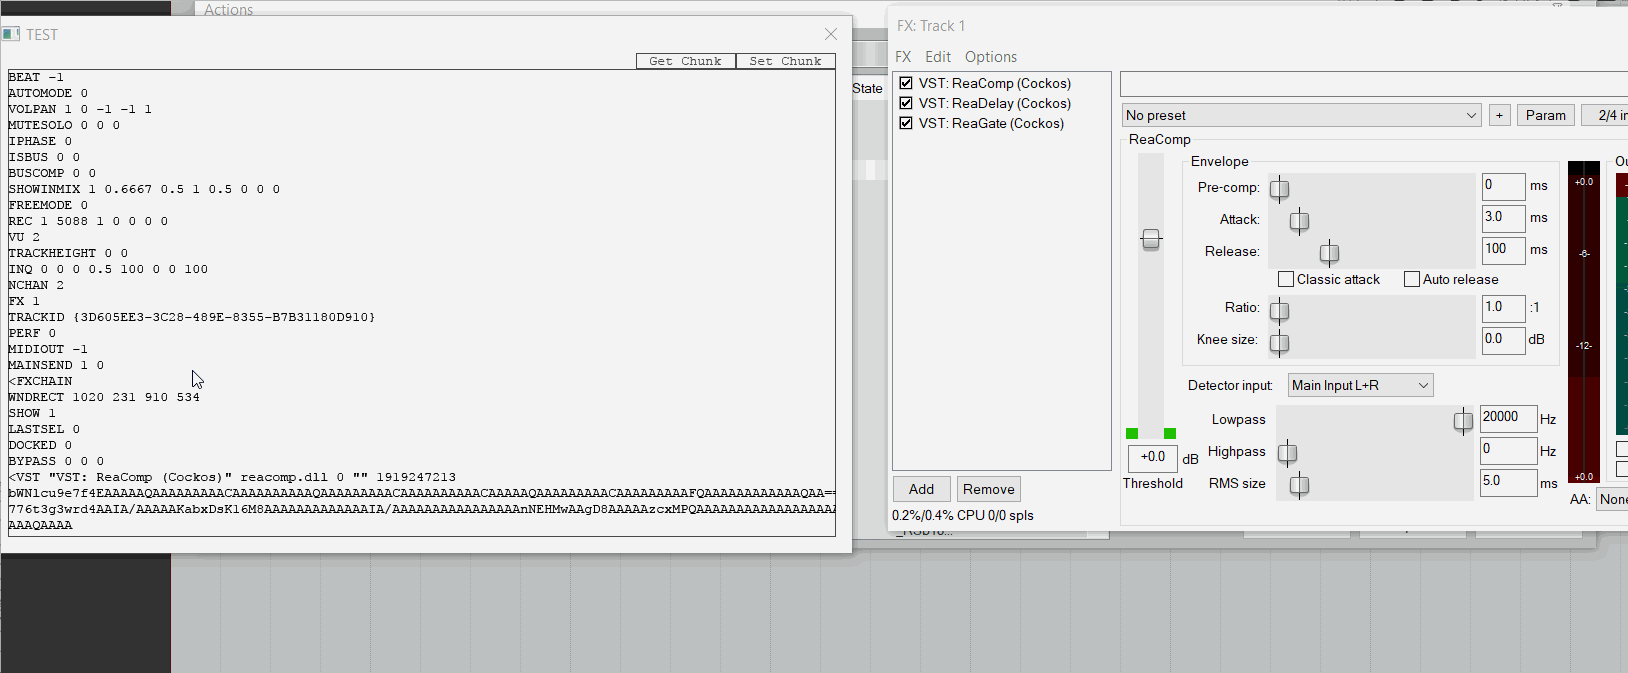 Actions
TEST
Get Chunk Set Chunk
BEAT -1
AUTOMODE 0
VOLPAN 1 0 -1 -1 1
MUTESOLO 0 0 0
IPHASE 0
ISBUS 0 0
BUSCOMP 0 0
SHOWINMIX 1 0.6667 0.5 1 0.5 0 0 0
FREEMODE 0
REC 1 5088 1 0 0 0 0
VU 2
TRACKHEIGHT 0 0
INQ 0 0 0 0.5 100 0 0 100
NCHAN 2
FX 1
TRACKID {3D605EE3-3C28-489E-8355-B7B31180D910}
PERF 0
MIDIOUT -1
MAINSEND 1 0
<FXCHAIN
WNDRECT 1020 231 910 534
SHOW 1
LASTSEL 0
DOCKED 0
BYPASS 0 0 0
<VST "VST: ReaComp (Cockos)" reacomp.dll 0 "" 1919247213
AAAQAAAA
State
FX: Track 1
FX Edit Options
VST: ReaComp (Cockos)
VST: ReaDelay (Cockos)
VST: ReaGate (Cockos)
Add Remove
0.2%/0.4% CPU 0/0 spls
No preset + Param 2/4 in
ReaComp
Envelope
Pre-comp: 0 ms
Attack: 3.0 ms
Release: 100 ms
Classic attack Auto release
Ratio: 1.0 :1
Knee size: 0.0 dB
Detector input: Main Input L+R
Lowpass 20000 Hz
Highpass 0 Hz
RMS size 5.0 ms
+0.0 dB
Threshold
+0.0
-6-
-12-
+0.0
AA: None